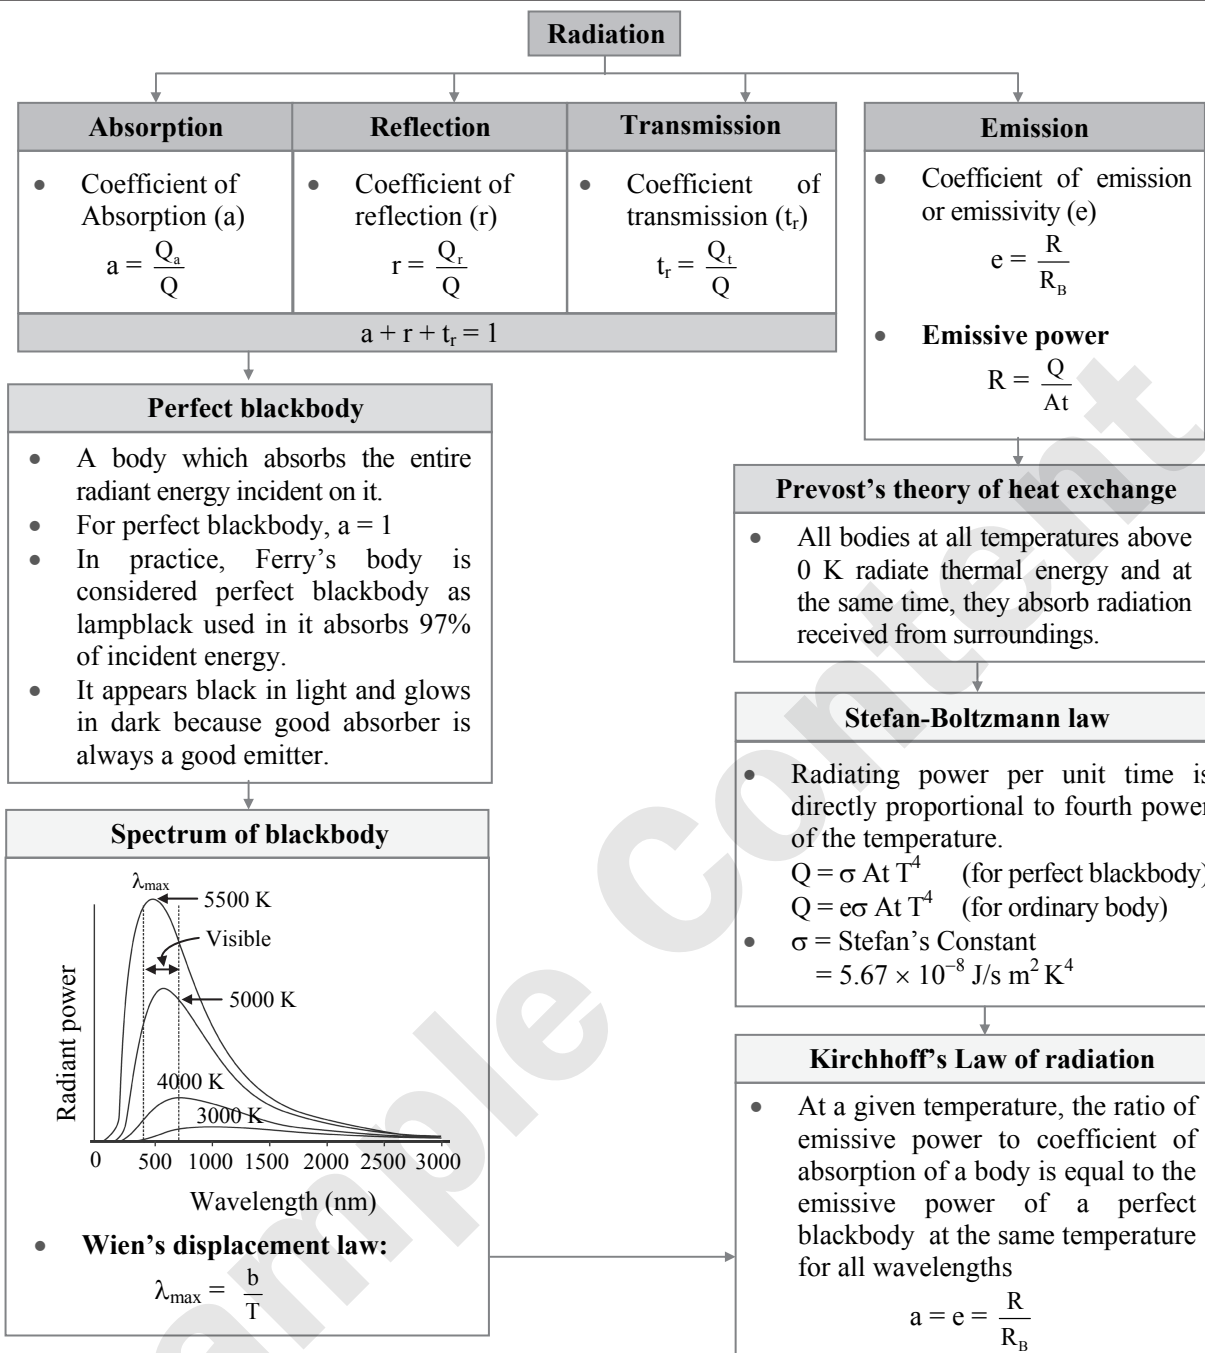 Radiation
Absorption
• Coefficient of
Absorption (a)
a = Qₐ/Q
Reflection
• Coefficient of
reflection (r)
r = Qᵣ/Q
Transmission
• Coefficient of
transmission (tᵣ)
tᵣ = Qₜ/Q
a + r + tᵣ = 1
Emission
• Coefficient of emission
or emissivity (e)
e = R/R_B
• Emissive power
R = Q/At
Perfect blackbody
• A body which absorbs the entire
radiant energy incident on it.
• For perfect blackbody, a = 1
• In practice, Ferry's body is
considered perfect blackbody as
lampblack used in it absorbs 97%
of incident energy.
• It appears black in light and glows
in dark because good absorber is
always a good emitter.
Spectrum of blackbody
λmax
5500 K
Visible
5000 K
4000 K
3000 K
Radiant power
0 500 1000 1500 2000 2500 3000
Wavelength (nm)
• Wien's displacement law:
λmax = b/T
Prevost's theory of heat exchange
• All bodies at all temperatures above
0 K radiate thermal energy and at
the same time, they absorb radiation
received from surroundings.
Stefan-Boltzmann law
• Radiating power per unit time is
directly proportional to fourth power
of the temperature.
Q = σ At T⁴ (for perfect blackbody)
Q = eσ At T⁴ (for ordinary body)
• σ = Stefan's Constant
= 5.67 × 10⁻⁸ J/s m² K⁴
Kirchhoff's Law of radiation
• At a given temperature, the ratio of
emissive power to coefficient of
absorption of a body is equal to the
emissive power of a perfect
blackbody at the same temperature
for all wavelengths
a = e = R/R_B
ample Content